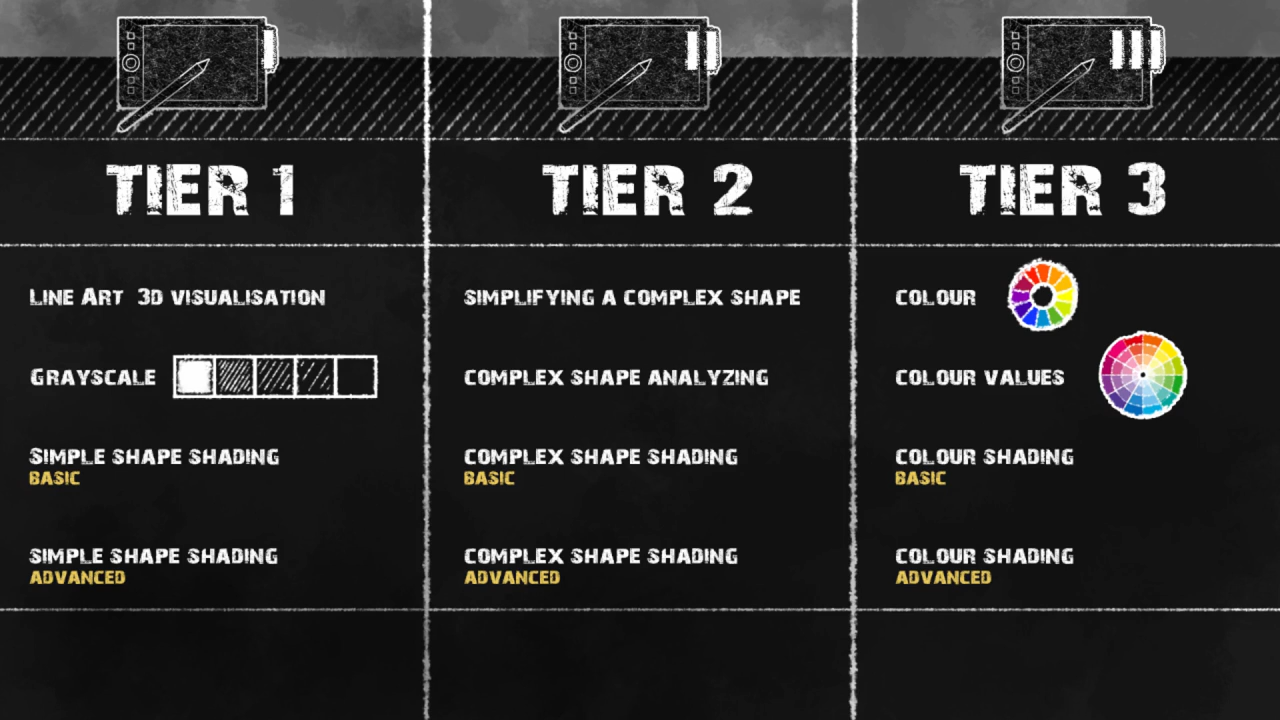 TIER 1
LINE ART 3D VISUALISATION
GRAYSCALE
SIMPLE SHAPE SHADING
BASIC
SIMPLE SHAPE SHADING
ADVANCED
TIER 2
SIMPLIFYING A COMPLEX SHAPE
COMPLEX SHAPE ANALYZING
COMPLEX SHAPE SHADING
BASIC
COMPLEX SHAPE SHADING
ADVANCED
TIER 3
COLOUR
COLOUR VALUES
COLOUR SHADING
BASIC
COLOUR SHADING
ADVANCED